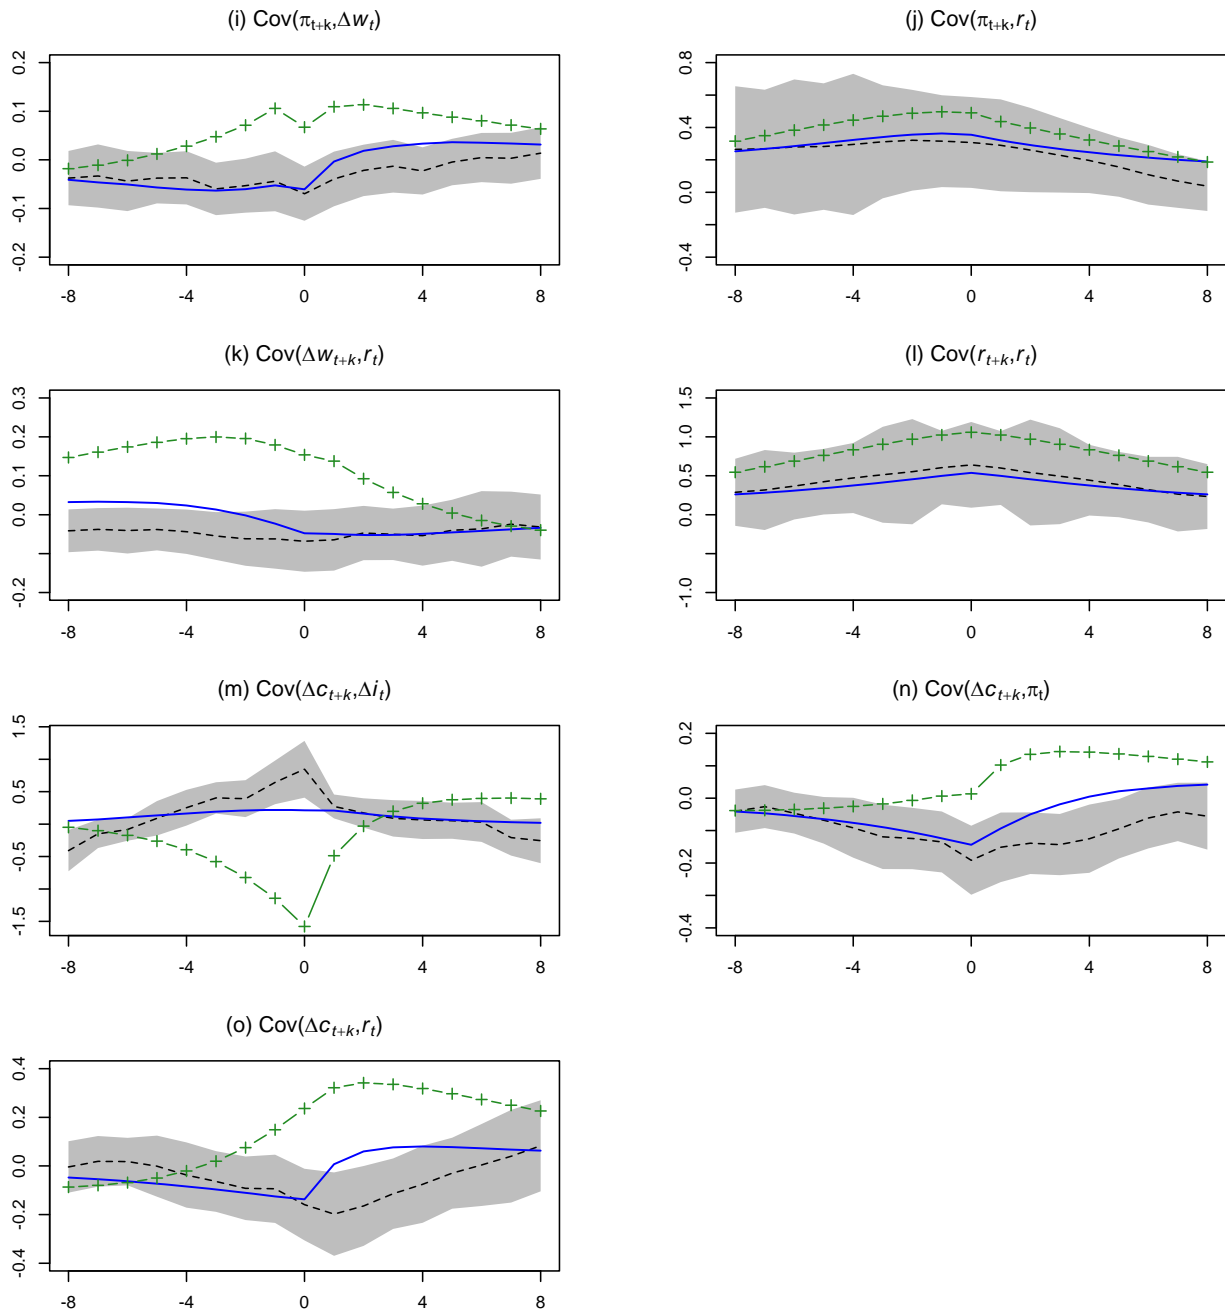 (i) Cov(π_{t+k},Δw_t)
0.2
0.1
0.0
-0.1
-0.2
-8 -4 0 4 8
(j) Cov(π_{t+k},r_t)
0.8
0.4
0.0
-0.4
-8 -4 0 4 8
(k) Cov(Δw_{t+k},r_t)
0.3
0.2
0.0
-0.2
-8 -4 0 4 8
(l) Cov(r_{t+k},r_t)
1.5
1.0
0.5
0.0
-1.0
-8 -4 0 4 8
(m) Cov(Δc_{t+k},Δi_t)
1.5
0.5
-0.5
-1.5
-8 -4 0 4 8
(n) Cov(Δc_{t+k},π_t)
0.2
0.0
-0.2
-0.4
-8 -4 0 4 8
(o) Cov(Δc_{t+k},r_t)
0.4
0.2
0.0
-0.2
-0.4
-8 -4 0 4 8